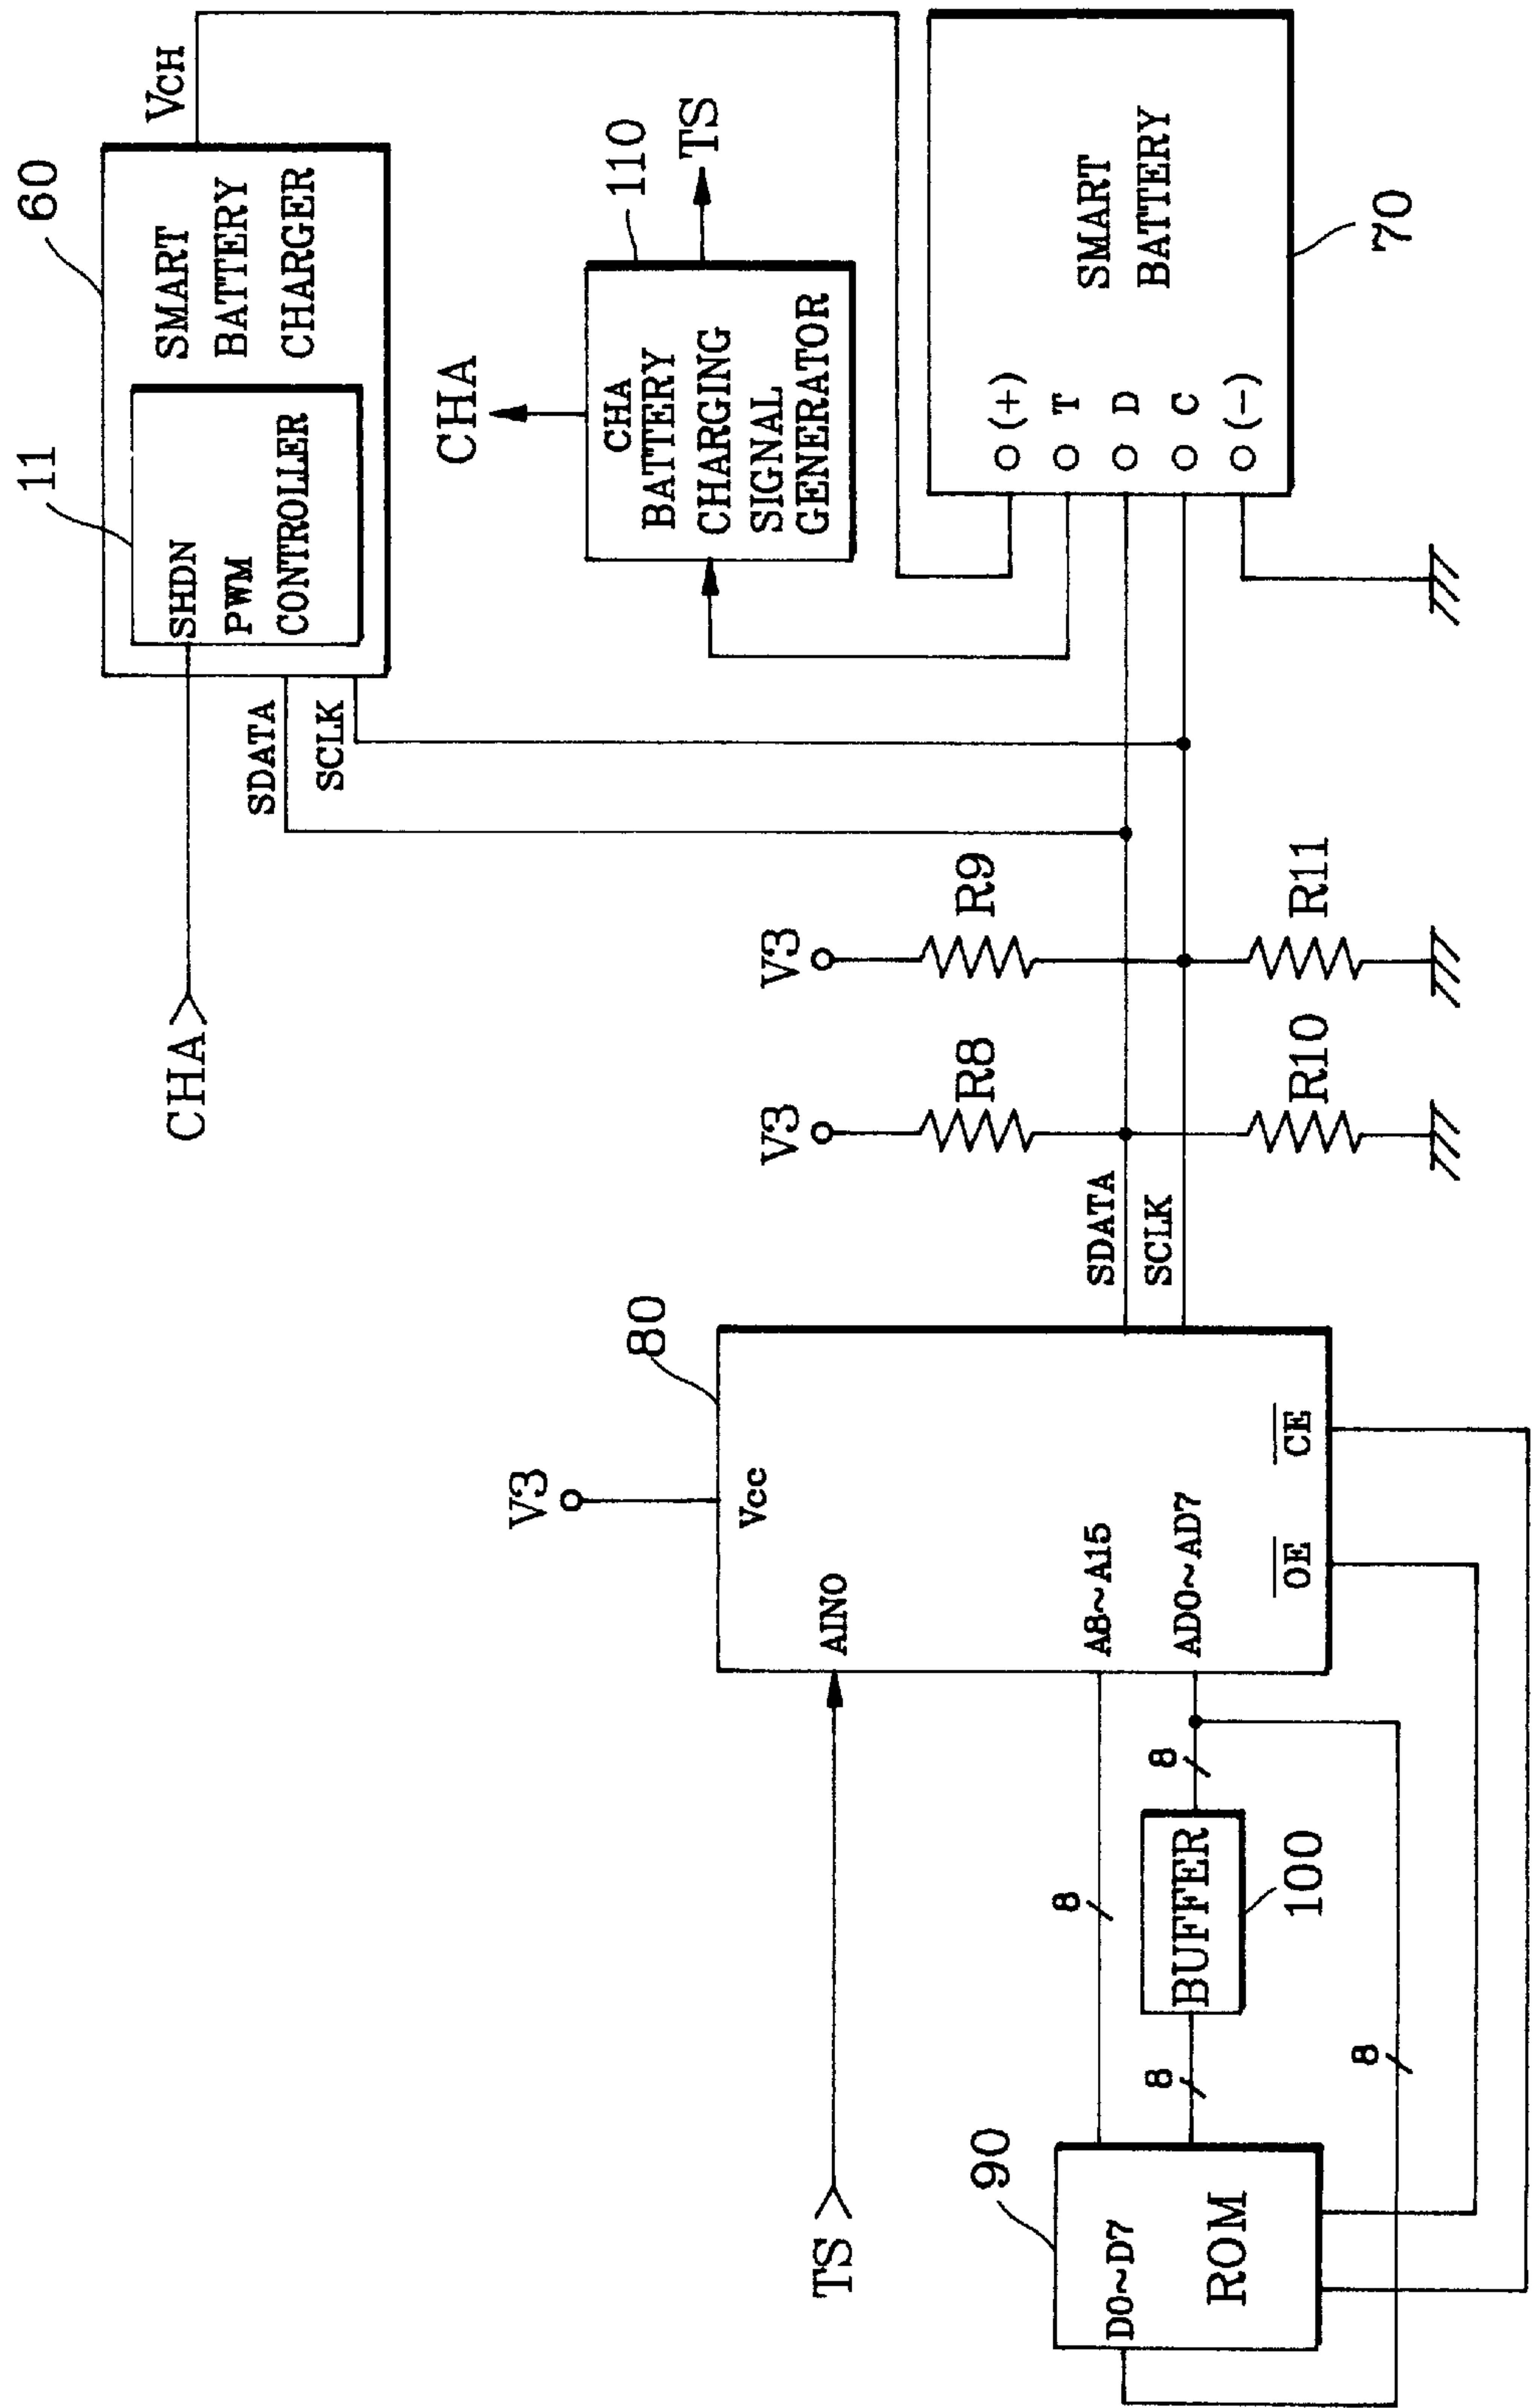 60
11
SHDN
PWM
CONTROLLER
SMART
BATTERY
CHARGER
VCH
CHA
SDATA
SCLK
CHA
110
CHA
BATTERY
CHARGING
SIGNAL
GENERATOR
TS
SMART
BATTERY
(+)
T
D
C
(-)
70
V3
V3
R8
R9
R10
R11
SDATA
SCLK
V3
80
Vcc
AIN0
A8~A15
AD0~AD7
OE
CE
TS
8
8
BUFFER
100
8
8
90
D0~D7
ROM